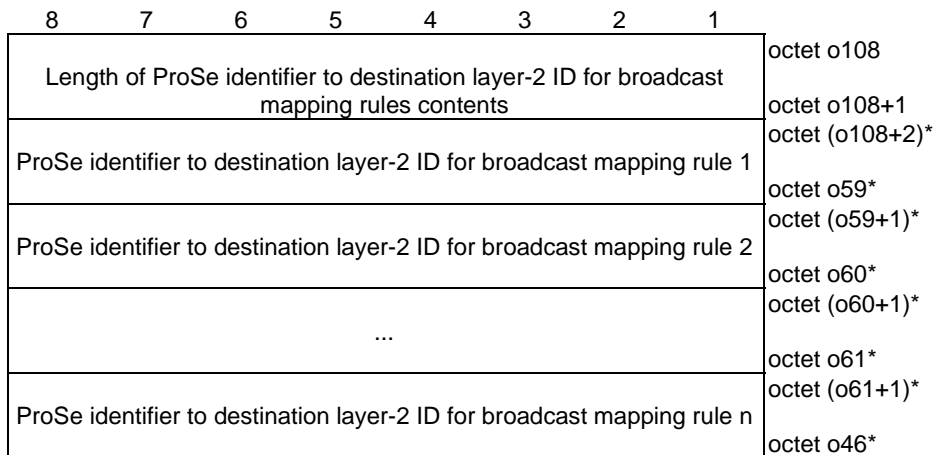 8 7 6 5 4 3 2 1
octet o108
Length of ProSe identifier to destination layer-2 ID for broadcast
mapping rules contents
octet o108+1
octet (o108+2)*
ProSe identifier to destination layer-2 ID for broadcast mapping rule 1
octet o59*
octet (o59+1)*
ProSe identifier to destination layer-2 ID for broadcast mapping rule 2
octet o60*
octet (o60+1)*
...
octet o61*
octet (o61+1)*
ProSe identifier to destination layer-2 ID for broadcast mapping rule n
octet o46*